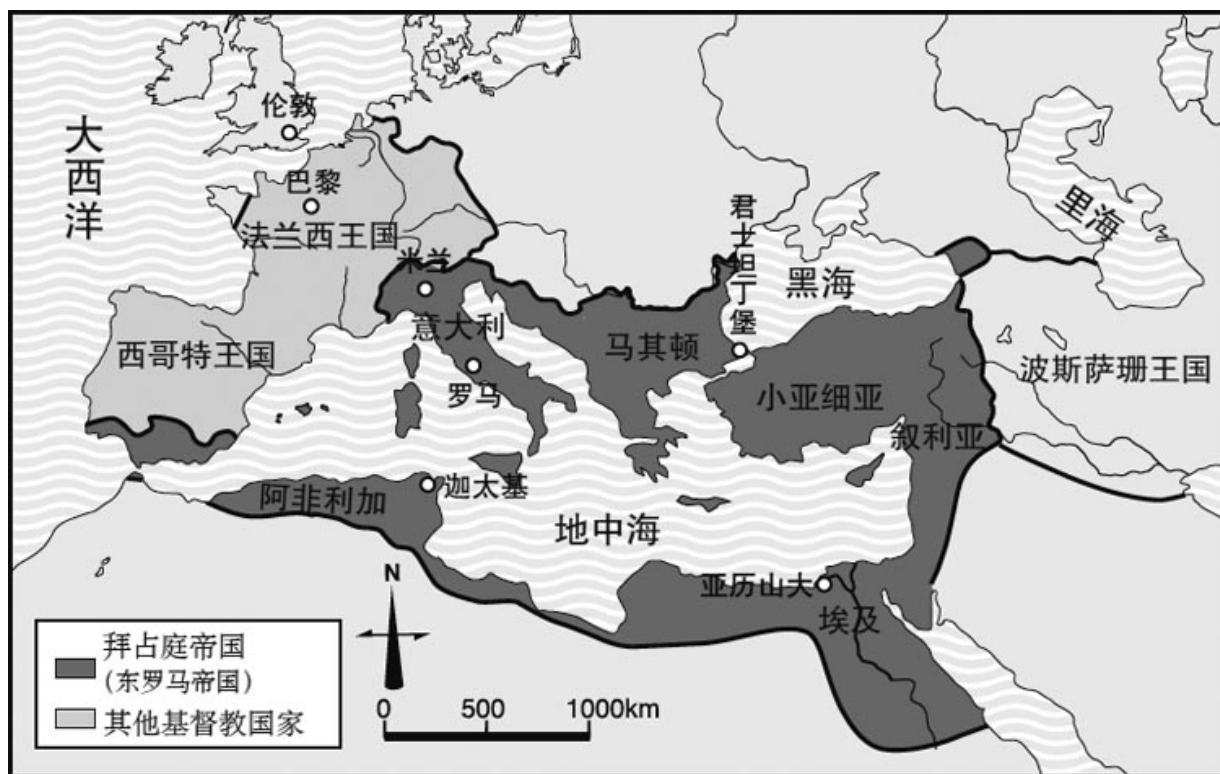 大西洋
伦敦
巴黎
法兰西王国
米兰
意大利
罗马
西哥特王国
阿非利加
迦太基
马其顿
君士坦丁堡
黑海
里海
小亚细亚
叙利亚
波斯萨珊王国
地中海
亚历山夫
埃及
N
0 500 1000km
拜占庭帝国
(东罗马帝国)
其他基督教国家